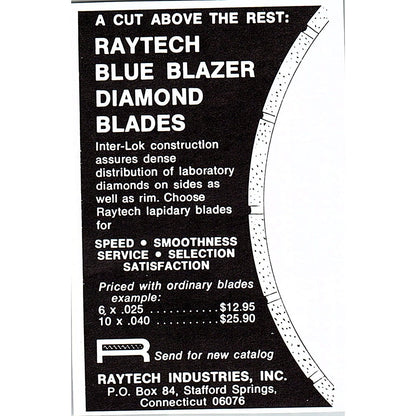 A CUT ABOVE THE REST:
RAYTECH
BLUE BLAZER
DIAMOND
BLADES
Inter-Lok construction
assures dense
distribution of laboratory
diamonds on sides as
well as rim. Choose
Raytech lapidary blades
for
SPEED • SMOOTHNESS
SERVICE • SELECTION
SATISFACTION
Priced with ordinary blades
example:
6 x .025 ...........$12.95
10 x .040 ..........$25.90
R Send for new catalog
RAYTECH INDUSTRIES, INC.
P.O. Box 84, Stafford Springs,
Connecticut 06076